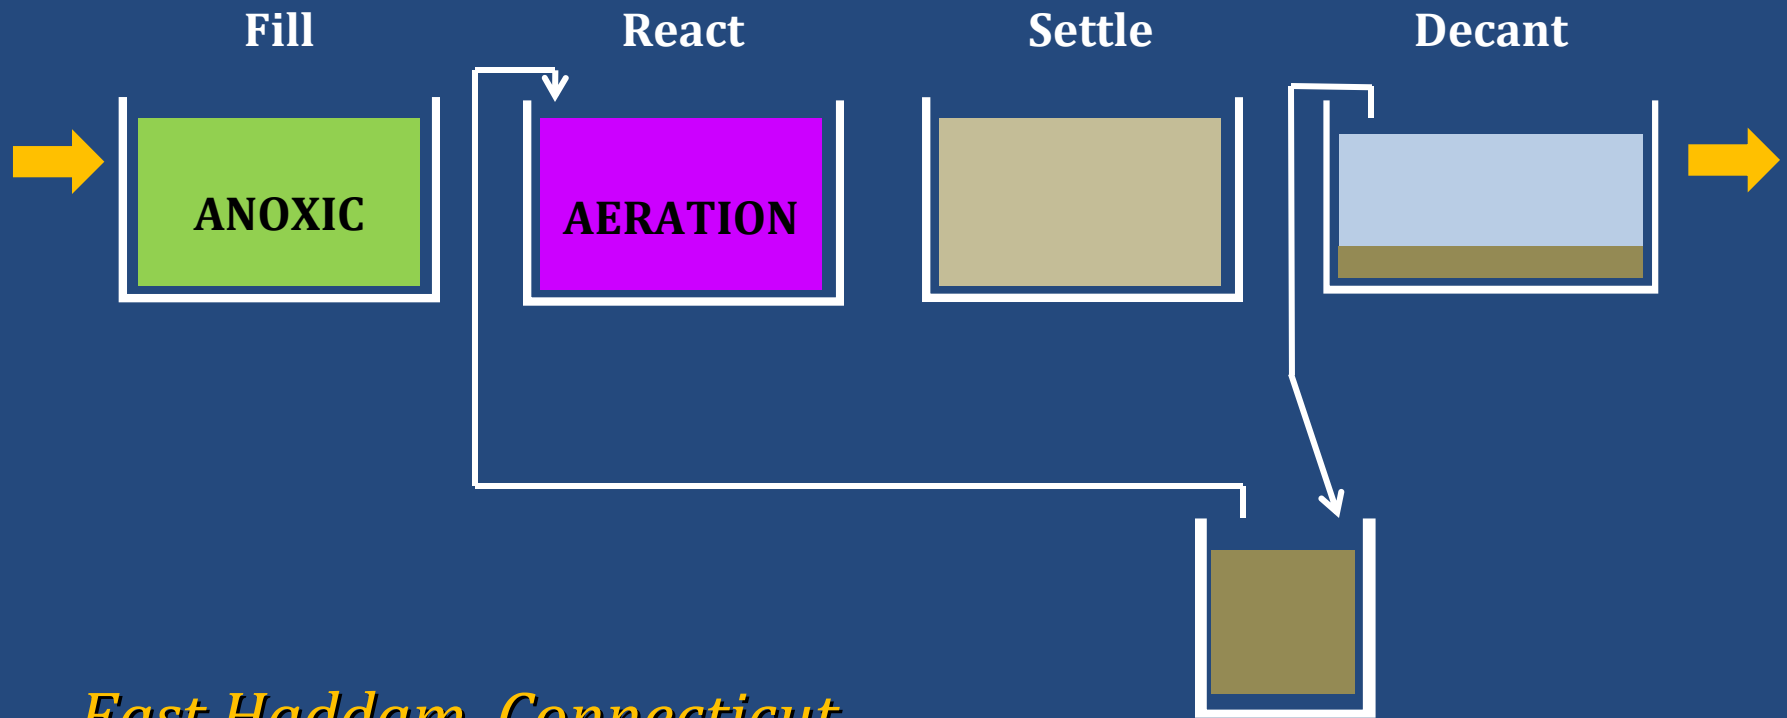 Fill
React
Settle
Decant
ANOXIC
AERATION
East Haddam, Connecticut